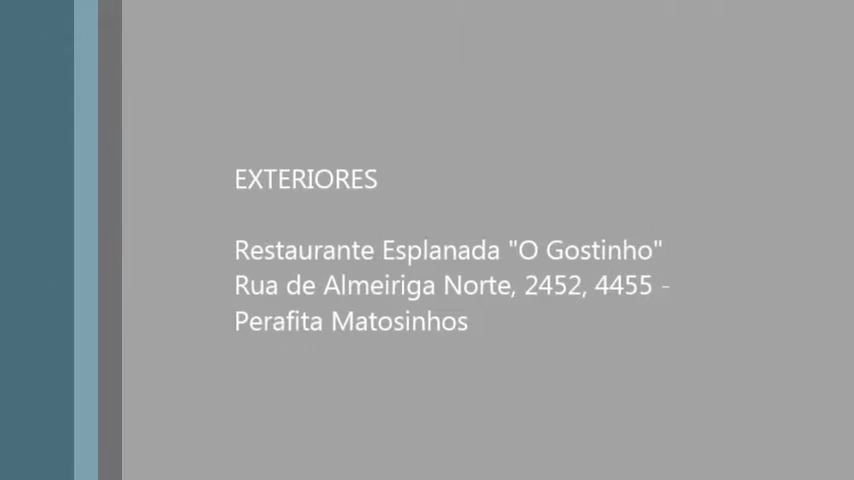 EXTERIORES
Restaurante Esplanada "O Gostinho"
Rua de Almeiriga Norte, 2452, 4455 -
Perafita Matosinhos